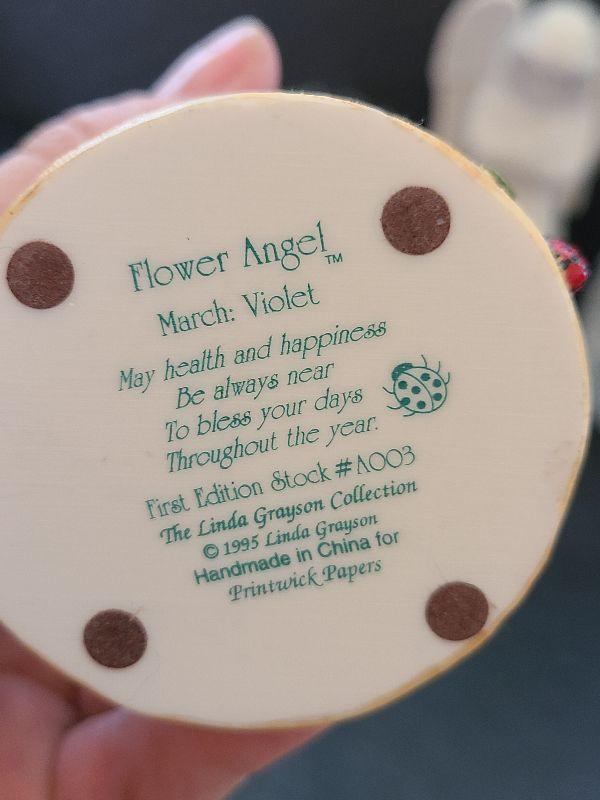 Flower Angel™
March: Violet
May health and happiness
Be always near
To bless your days
Throughout the year.
First Edition Stock #A003
The Linda Grayson Collection
© 1995 Linda Grayson
Handmade in China for
Printwick Papers